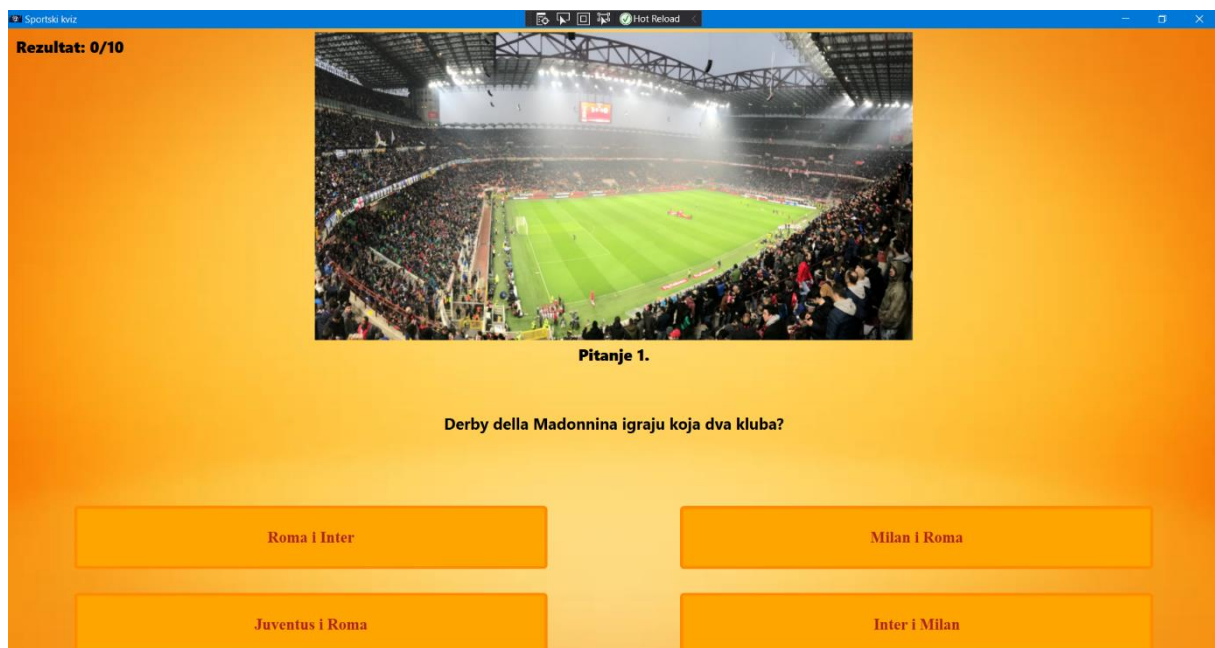 Sportski kviz
Hot Reload
Rezultat: 0/10
Pitanje 1.
Derby della Madonnina igraju koja dva kluba?
Roma i Inter
Milan i Roma
Juventus i Roma
Inter i Milan